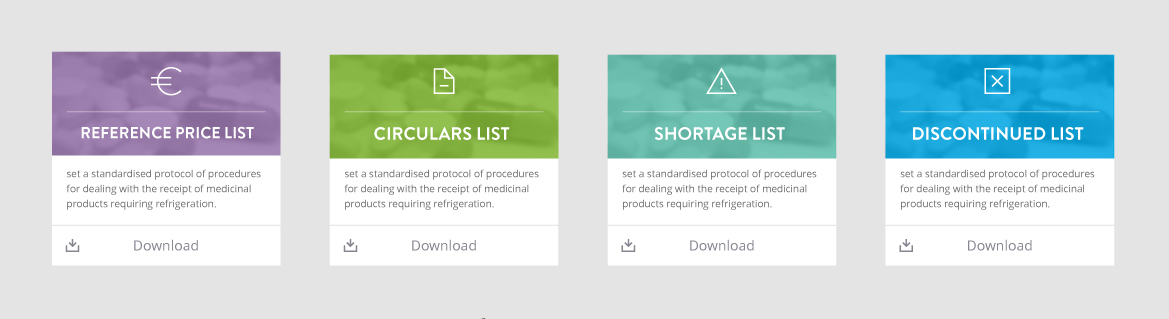 REFERENCE PRICE LIST
set a standardised protocol of procedures
for dealing with the receipt of medicinal
products requiring refrigeration.
Download
CIRCULARS LIST
set a standardised protocol of procedures
for dealing with the receipt of medicinal
products requiring refrigeration.
Download
SHORTAGE LIST
set a standardised protocol of procedures
for dealing with the receipt of medicinal
products requiring refrigeration.
Download
DISCONTINUED LIST
set a standardised protocol of procedures
for dealing with the receipt of medicinal
products requiring refrigeration.
Download